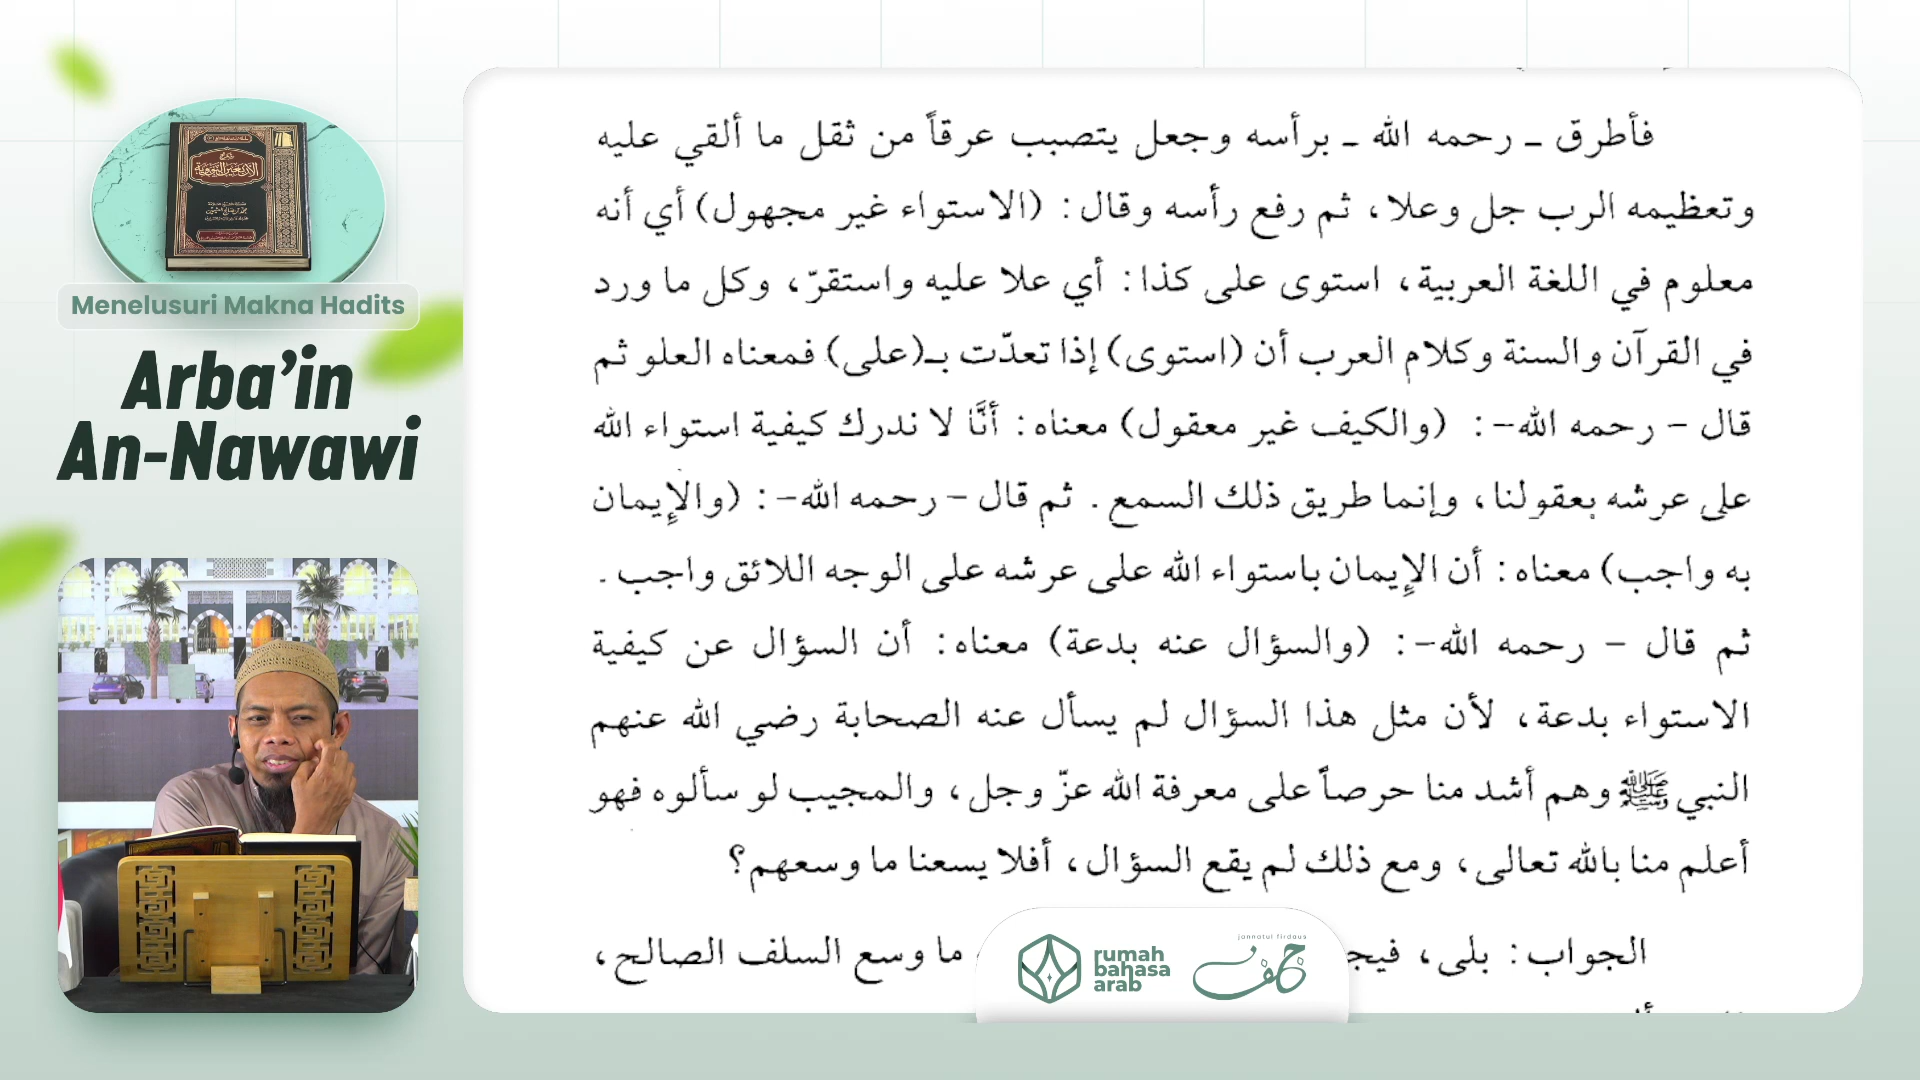 Menelusuri Makna Hadits
Arba’in
An-Nawawi
فأطرق ـ رحمه الله ـ برأسه وجعل يتصبب عرقاً من ثقل ما ألقي عليه
وتعظيمه الرب جل وعلا، ثم رفع رأسه وقال: (الاستواء غير مجهول) أي أنه
معلوم في اللغة العربية، استوى على كذا: أي علا عليه واستقرّ، وكل ما ورد
في القرآن والسنة وكلام العرب أن (استوى) إذا تعدّت بـ(على) فمعناه العلو ثم
قال – رحمه الله–: (والكيف غير معقول) معناه: أنَّا لا ندرك كيفية استواء الله
على عرشه بعقولنا، وإنما طريق ذلك السمع. ثم قال – رحمه الله–: (والإيمان
به واجب) معناه: أن الإيمان باستواء الله على عرشه على الوجه اللائق واجب.
ثم قال – رحمه الله–: (والسؤال عنه بدعة) معناه: أن السؤال عن كيفية
الاستواء بدعة، لأن مثل هذا السؤال لم يسأل عنه الصحابة رضي الله عنهم
النبي ﷺ وهم أشد منا حرصاً على معرفة الله عزّ وجل، والمجيب لو سألوه فهو
أعلم منا بالله تعالى، ومع ذلك لم يقع السؤال، أفلا يسعنا ما وسعهم؟
الجواب: بلى، ما وسع السلف الصالح،
rumah
bahasa
arab
jannatul firdaus